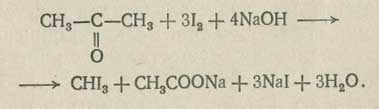 CH₃—C—CH₃ + 3I₂ + 4NaOH ⟶
‖
O
⟶ CHI₃ + CH₃COONa + 3NaI + 3H₂O.